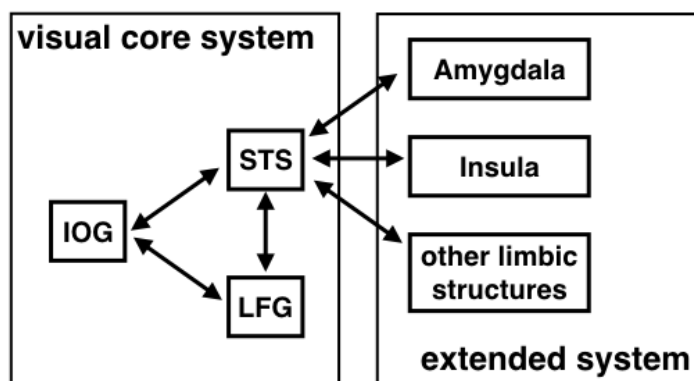 visual core system
STS
IOG
LFG
Amygdala
Insula
other limbic
structures
extended system